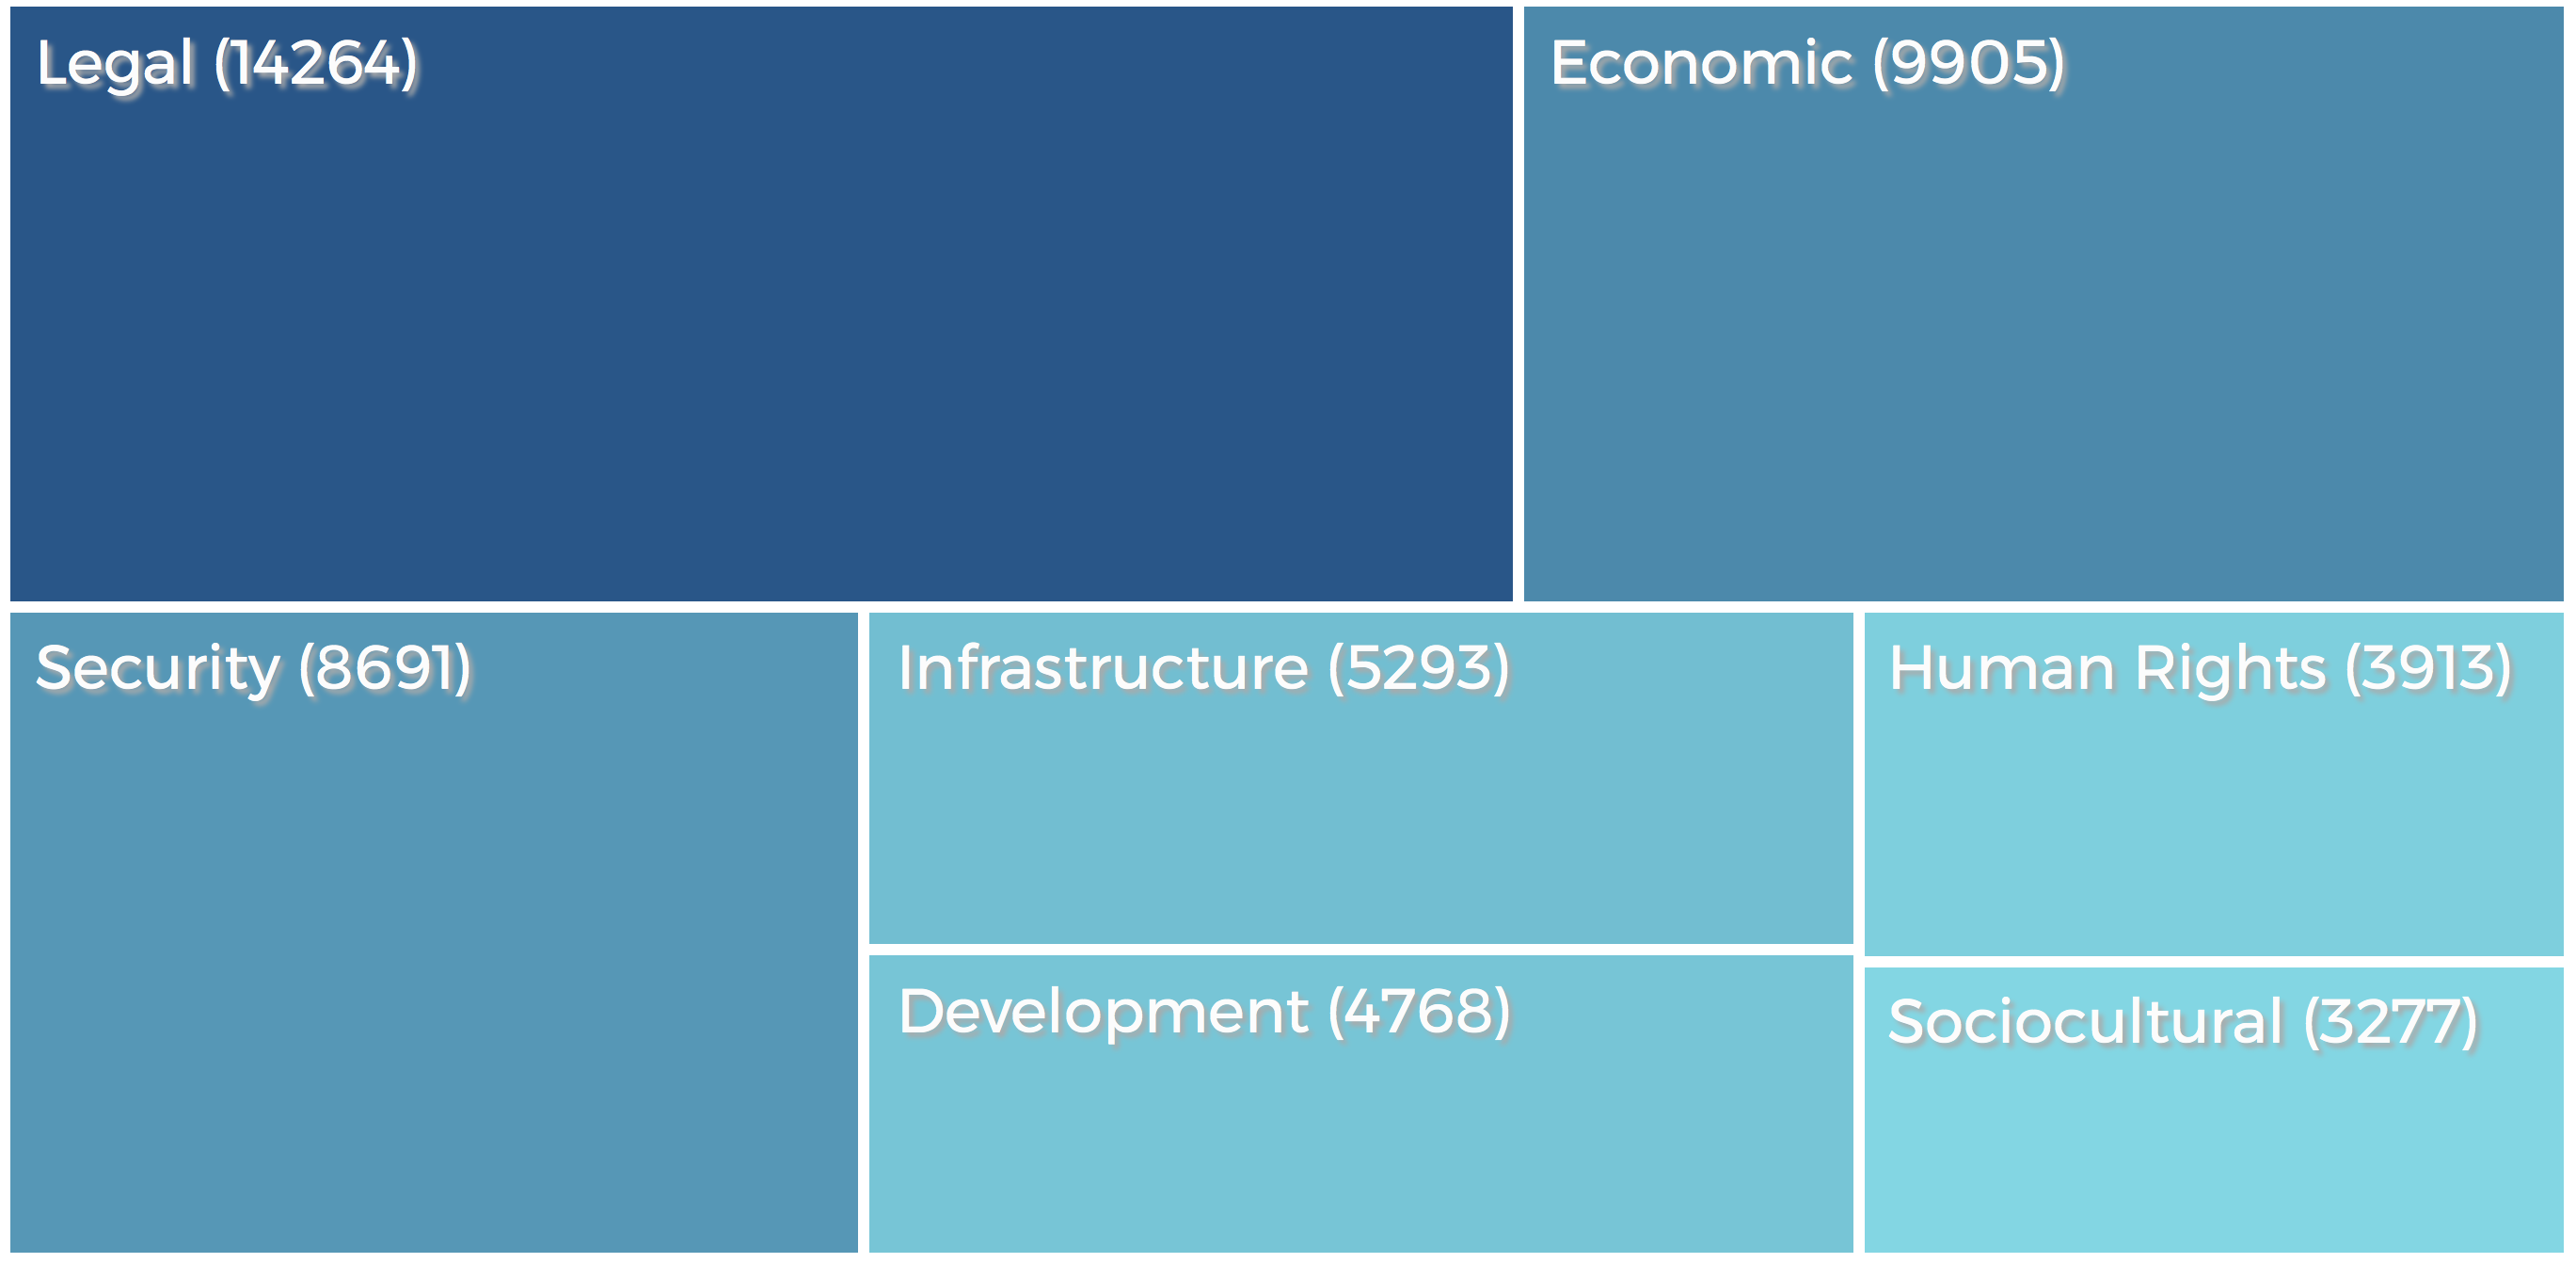 Legal (14264)
Economic (9905)
Security (8691)
Infrastructure (5293)
Human Rights (3913)
Development (4768)
Sociocultural (3277)